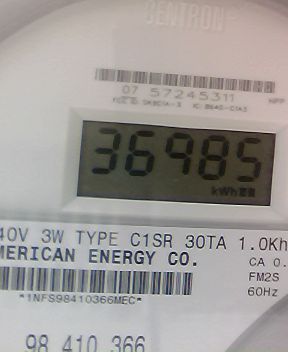 CENTRON®
07 57245311
36985
kWh
40V 3W TYPE C1SR 30TA 1.0Kh
MERICAN ENERGY CO.
CA 0.
FM2S
60Hz
*1NFS98410366MEC*
98 410 366